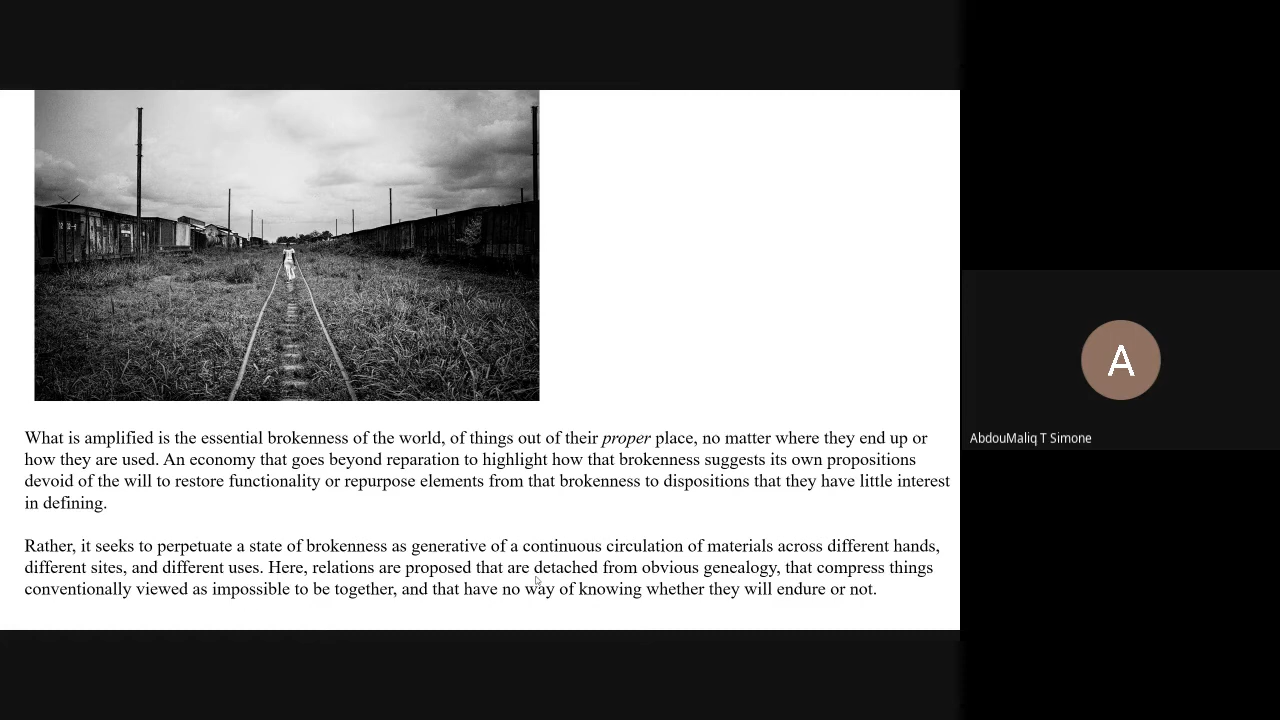 What is amplified is the essential brokenness of the world, of things out of their proper place, no matter where they end up or
how they are used. An economy that goes beyond reparation to highlight how that brokenness suggests its own propositions
devoid of the will to restore functionality or repurpose elements from that brokenness to dispositions that they have little interest
in defining.
Rather, it seeks to perpetuate a state of brokenness as generative of a continuous circulation of materials across different hands,
different sites, and different uses. Here, relations are proposed that are detached from obvious genealogy, that compress things
conventionally viewed as impossible to be together, and that have no way of knowing whether they will endure or not.
A
AbdouMaliq T Simone